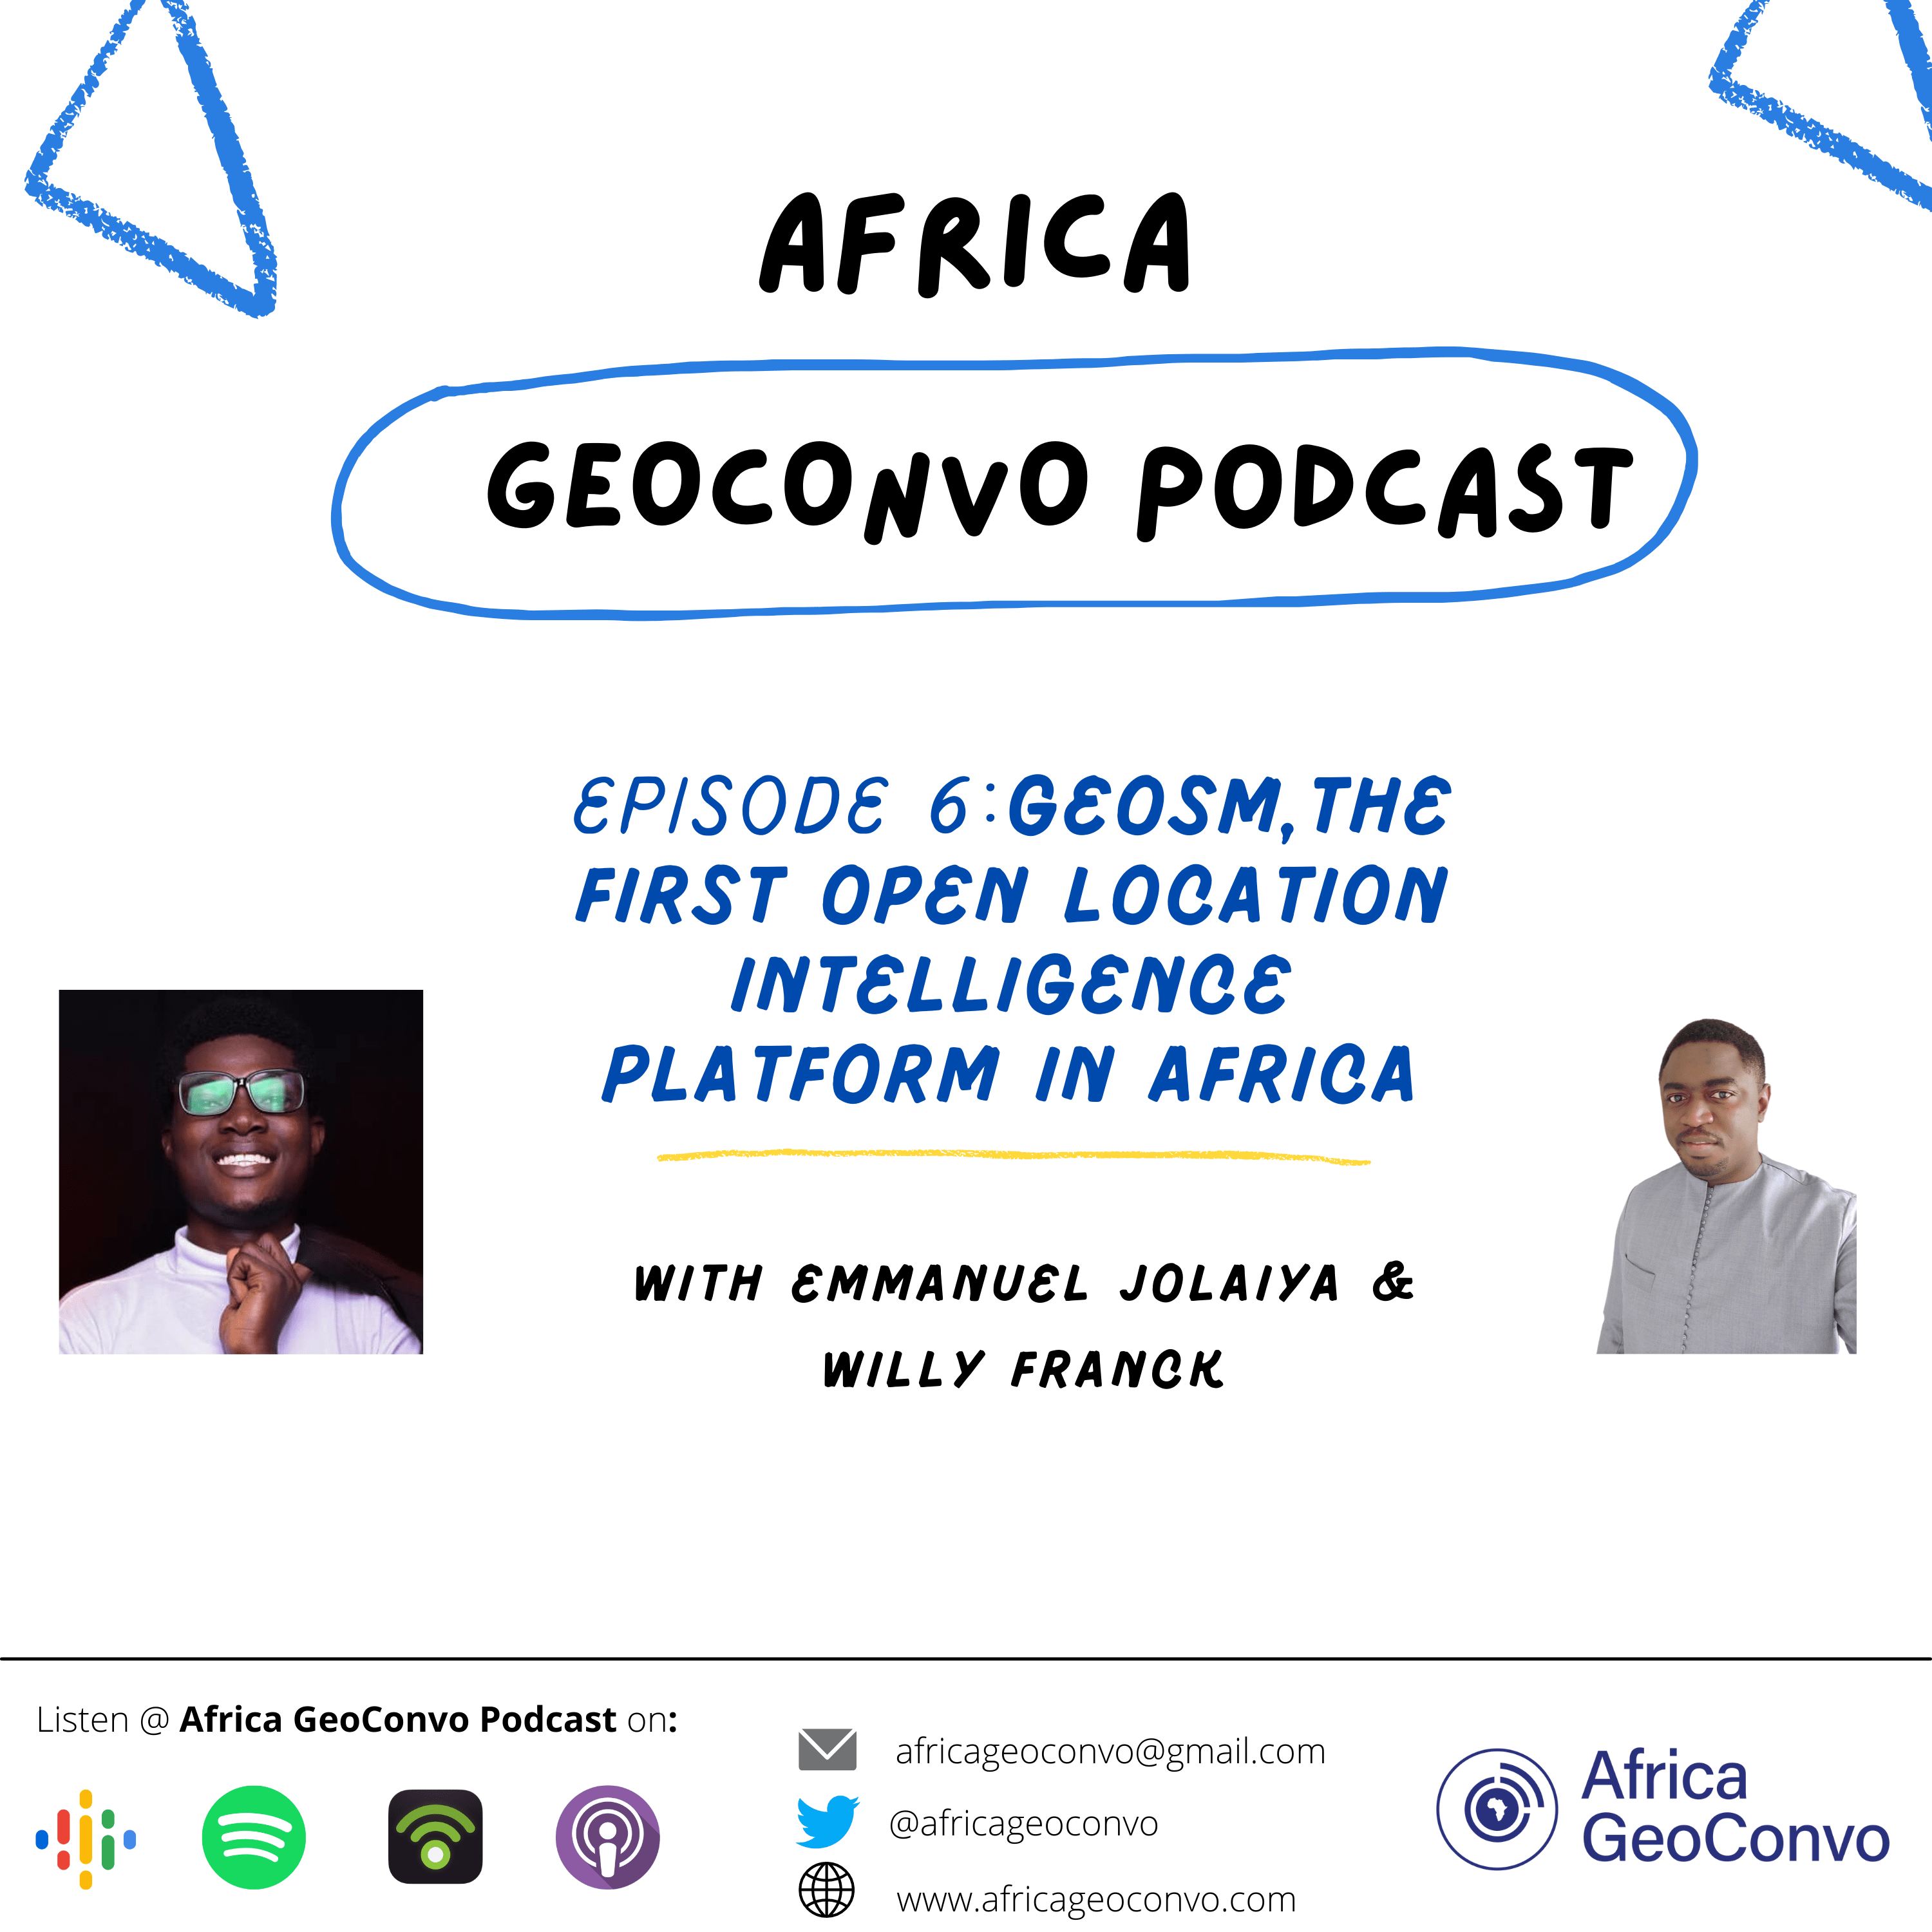 AFRICA
GEOCONVO PODCAST
EPISODE 6:GEOSM,THE
FIRST OPEN LOCATION
INTELLIGENCE
PLATFORM IN AFRICA
WITH EMMANUEL JOLAIYA &
WILLY FRANCK
Listen @ Africa GeoConvo Podcast on:
africageoconvo@gmail.com
@africageoconvo
www.africageoconvo.com
Africa
GeoConvo